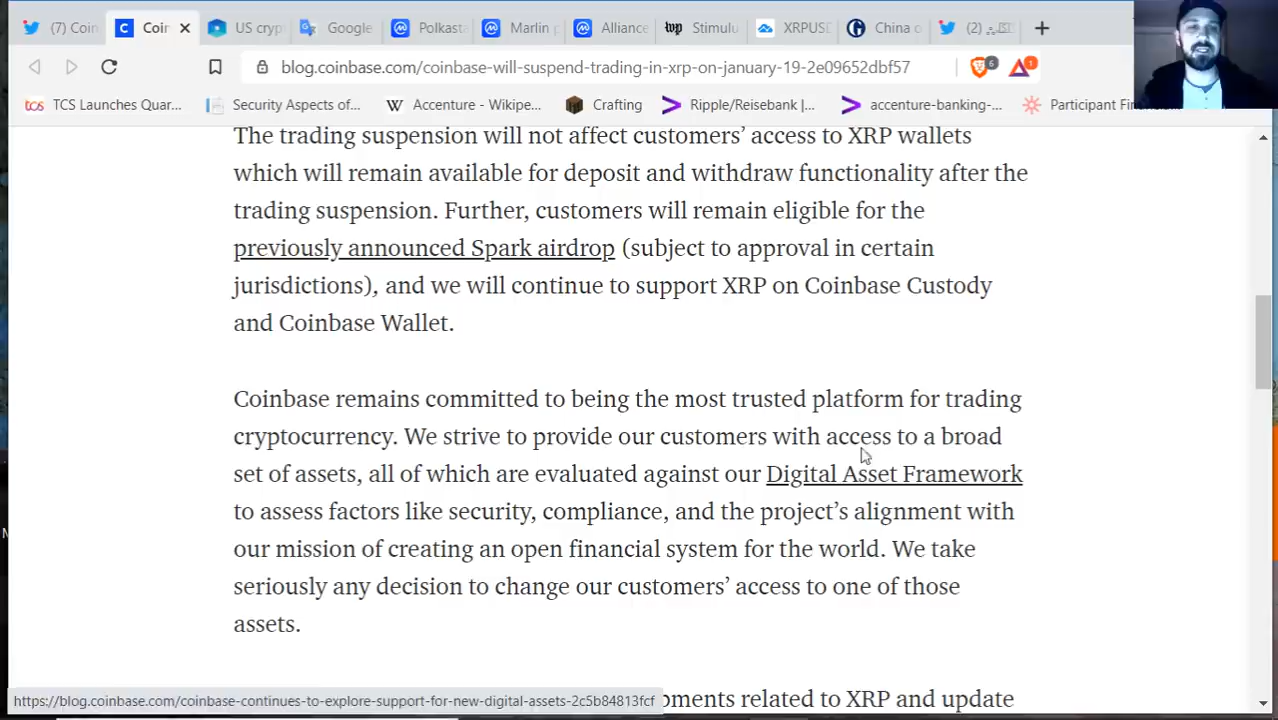 (7) Coin
Coin
US cryp
Google
Polkasta
Marlin
Alliance
wp
Stimulu
XRPUS
China o
(2)
blog.coinbase.com/coinbase-will-suspend-trading-in-xrp-on-january-19-2e09652dbf57
6
1
tcs
TCS Launches Quar...
Security Aspects of...
W
Accenture - Wikipe...
Crafting
Ripple/Reisebank |...
accenture-banking-...
Participant Finan
The trading suspension will not affect customers’ access to XRP wallets
which will remain available for deposit and withdraw functionality after the
trading suspension. Further, customers will remain eligible for the
previously announced Spark airdrop (subject to approval in certain
jurisdictions), and we will continue to support XRP on Coinbase Custody
and Coinbase Wallet.
Coinbase remains committed to being the most trusted platform for trading
cryptocurrency. We strive to provide our customers with access to a broad
set of assets, all of which are evaluated against our Digital Asset Framework
to assess factors like security, compliance, and the project’s alignment with
our mission of creating an open financial system for the world. We take
seriously any decision to change our customers’ access to one of those
assets.
pments related to XRP and update
https://blog.coinbase.com/coinbase-continues-to-explore-support-for-new-digital-assets-2c5b84813fcf